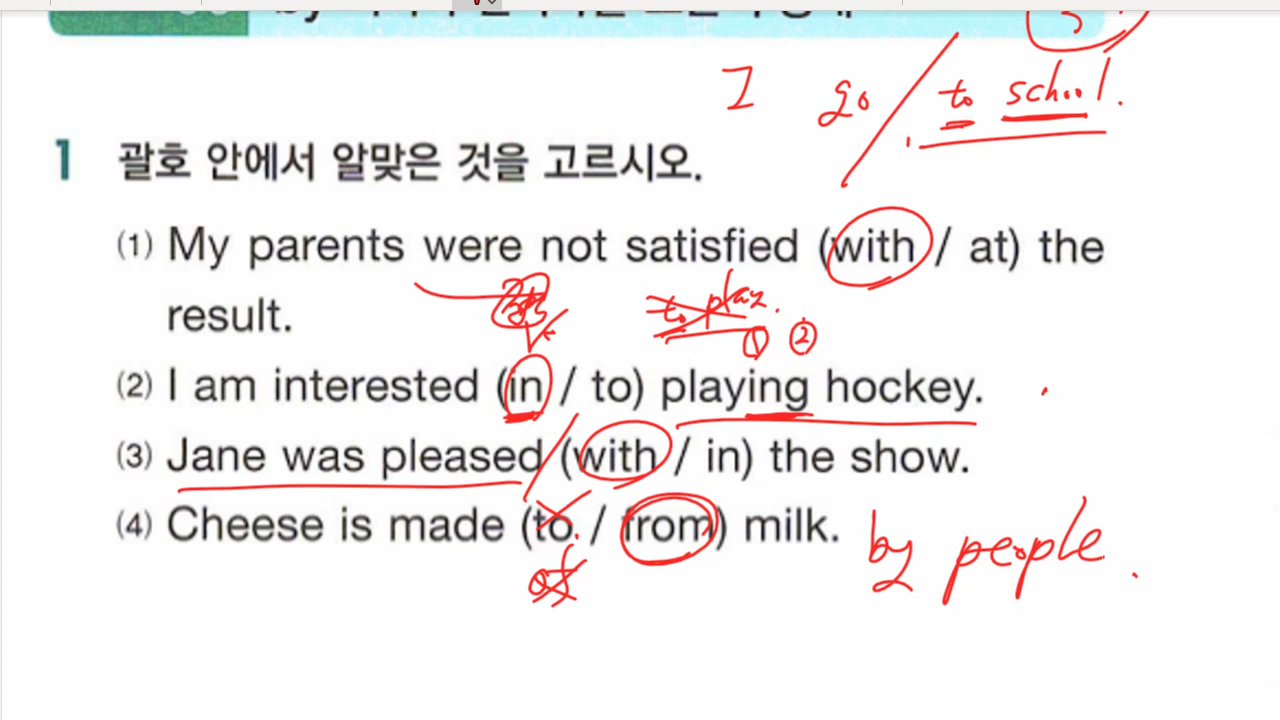 I go / to school.
1 괄호 안에서 알맞은 것을 고르시오.
(1) My parents were not satisfied (with / at) the
result.
to play.
① ②
(2) I am interested (in / to) playing hockey.
(3) Jane was pleased (with / in) the show.
(4) Cheese is made (to / from) milk. by people.
of